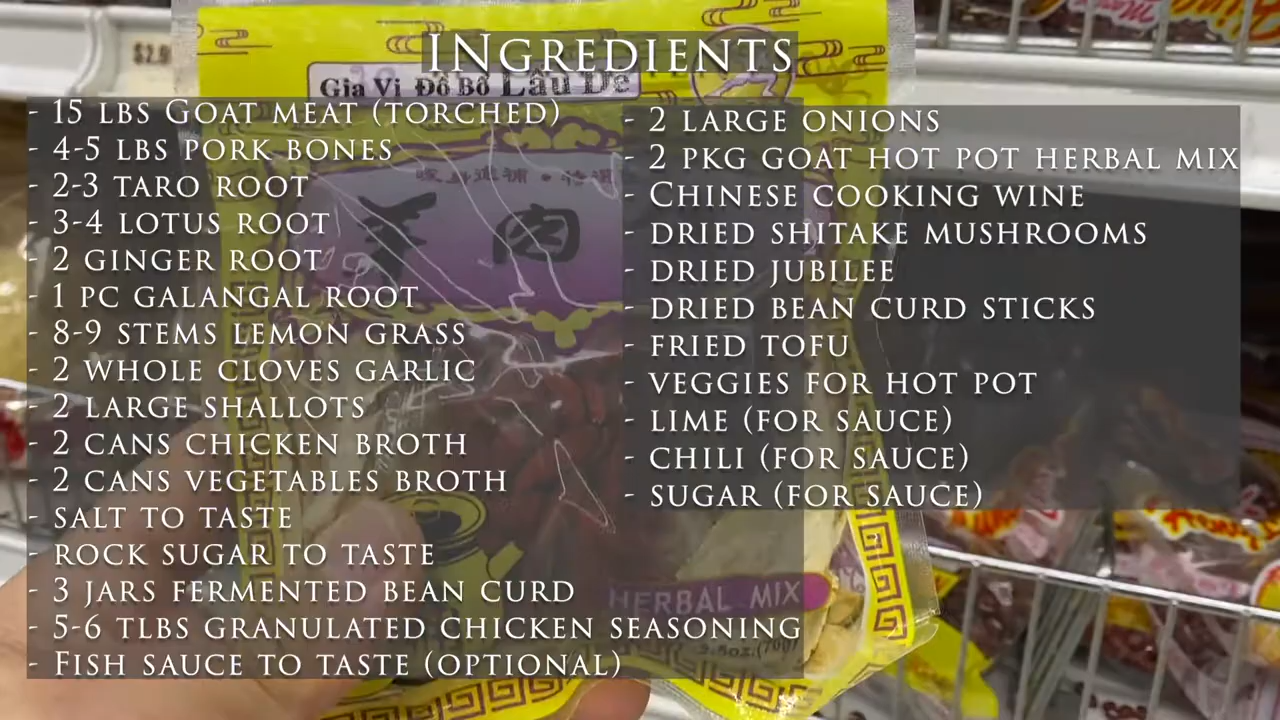 INgredients
$2.9
Gia Vị Đồ Bổ Lẩu Dê
- 15 lbs Goat meat (torched)
- 4-5 lbs pork bones
- 2-3 taro root
- 3-4 lotus root
- 2 ginger root
- 1 pc galangal root
- 8-9 stems lemon grass
- 2 whole cloves garlic
- 2 large shallots
- 2 cans chicken broth
- 2 cans vegetables broth
- salt to taste
- rock sugar to taste
- 3 jars fermented bean curd
- 5-6 tlbs granulated chicken seasoning
- Fish sauce to taste (optional)
- 2 large onions
- 2 pkg goat hot pot herbal mix
- Chinese cooking wine
- dried shitake mushrooms
- dried jubilee
- dried bean curd sticks
- fried tofu
- veggies for hot pot
- lime (for sauce)
- chili (for sauce)
- sugar (for sauce)
羊肉
HERBAL MIX